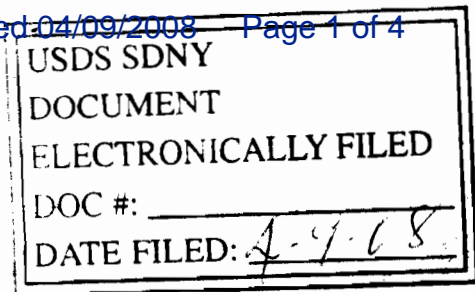 ed 04/09/2008 Page 1 of 4
USDS SDNY
DOCUMENT
ELECTRONICALLY FILED
DOC #:
DATE FILED: 4-9-08